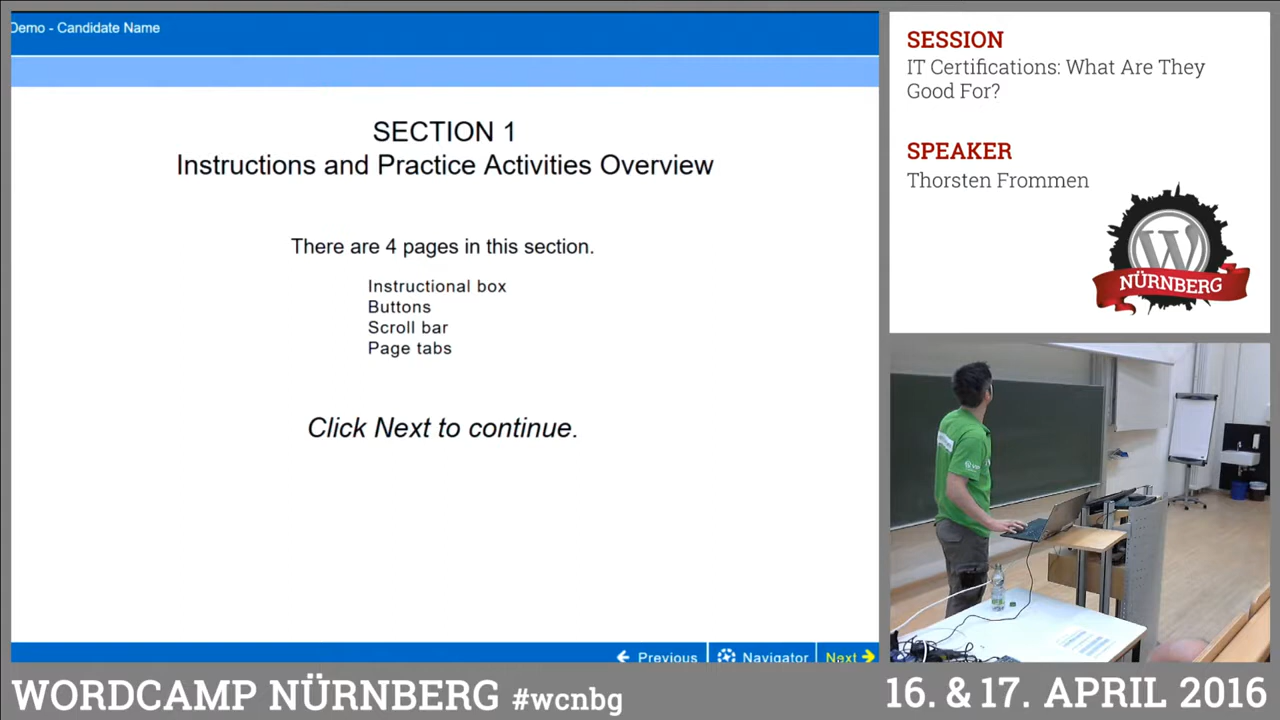 Demo - Candidate Name
SECTION 1
Instructions and Practice Activities Overview
There are 4 pages in this section.
Instructional box
Buttons
Scroll bar
Page tabs
Click Next to continue.
Previous
Navigator
Next
SESSION
IT Certifications: What Are They
Good For?
SPEAKER
Thorsten Frommen
W
NÜRNBERG
WORDCAMP NÜRNBERG #wcnbg
16. & 17. APRIL 2016